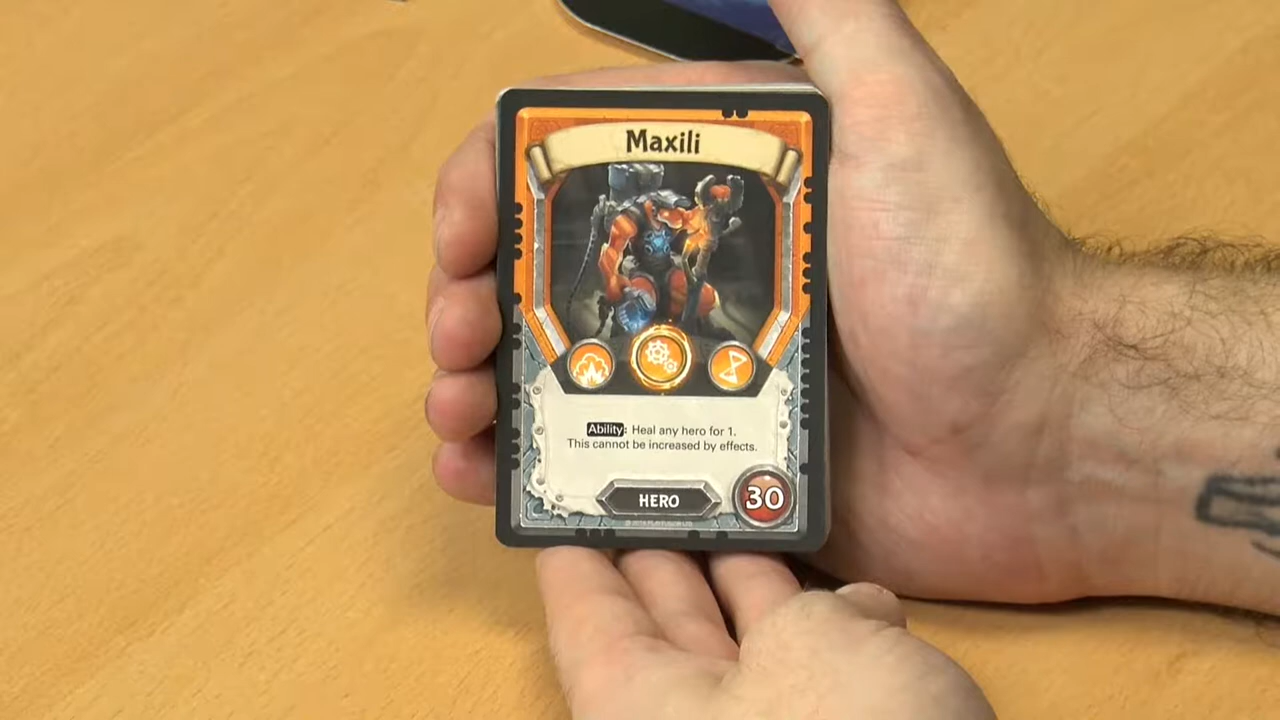 Maxili
Ability: Heal any hero for 1.
This cannot be increased by effects.
HERO
30